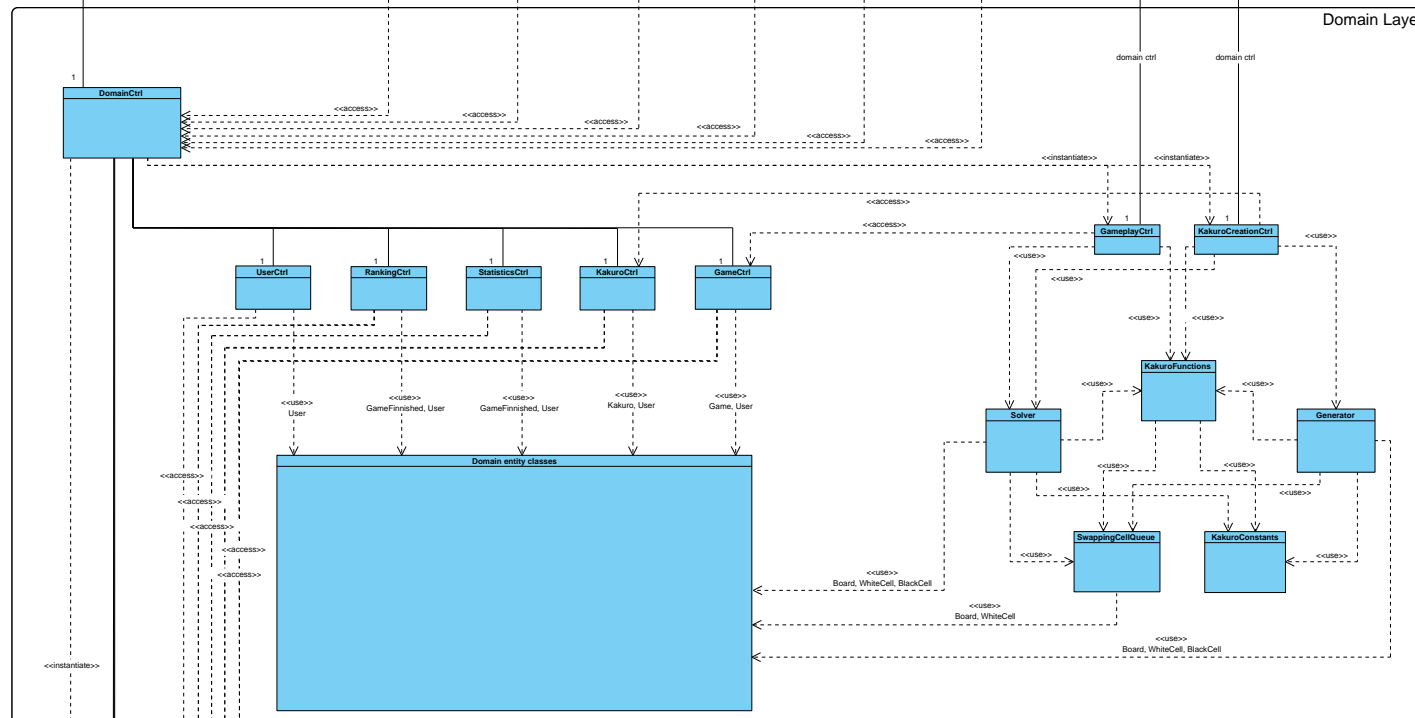 Domain Laye
domain ctrl
domain ctrl
1
DomainCtrl
<<access>>
<<access>>
<<access>>
<<access>>
<<access>>
<<access>>
<<instantiate>>
<<instantiate>>
<<access>>
1
1
GameplayCtrl
KakuroCreationCtrl
<<access>>
<<use>>
<<use>>
<<use>>
1
1
1
1
1
UserCtrl
RankingCtrl
StatisticsCtrl
KakuroCtrl
GameCtrl
<<use>>
<<use>>
KakuroFunctions
<<use>>
<<use>>
<<use>>
User
<<use>>
GameFinnished, User
<<use>>
GameFinnished, User
<<use>>
Kakuro, User
<<use>>
Game, User
Solver
Generator
Domain entity classes
<<use>>
<<use>>
<<access>>
<<use>>
<<use>>
<<access>>
<<access>>
<<access>>
<<access>>
SwappingCellQueue
KakuroConstants
<<use>>
<<use>>
<<use>>
Board, WhiteCell, BlackCell
<<use>>
Board, WhiteCell
<<use>>
Board, WhiteCell, BlackCell
<<instantiate>>